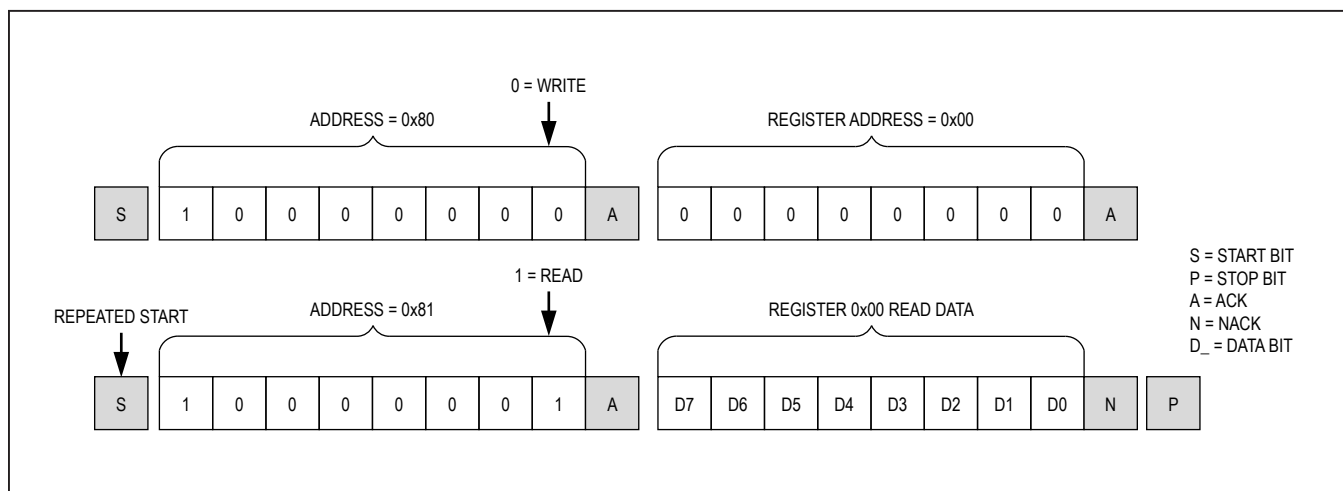 0 = WRITE
ADDRESS = 0x80 REGISTER ADDRESS = 0x00
S 1 0 0 0 0 0 0 0 A 0 0 0 0 0 0 0 0 A
1 = READ
REPEATED START ADDRESS = 0x81 REGISTER 0x00 READ DATA
S 1 0 0 0 0 0 0 1 A D7 D6 D5 D4 D3 D2 D1 D0 N P
S = START BIT
P = STOP BIT
A = ACK
N = NACK
D_ = DATA BIT